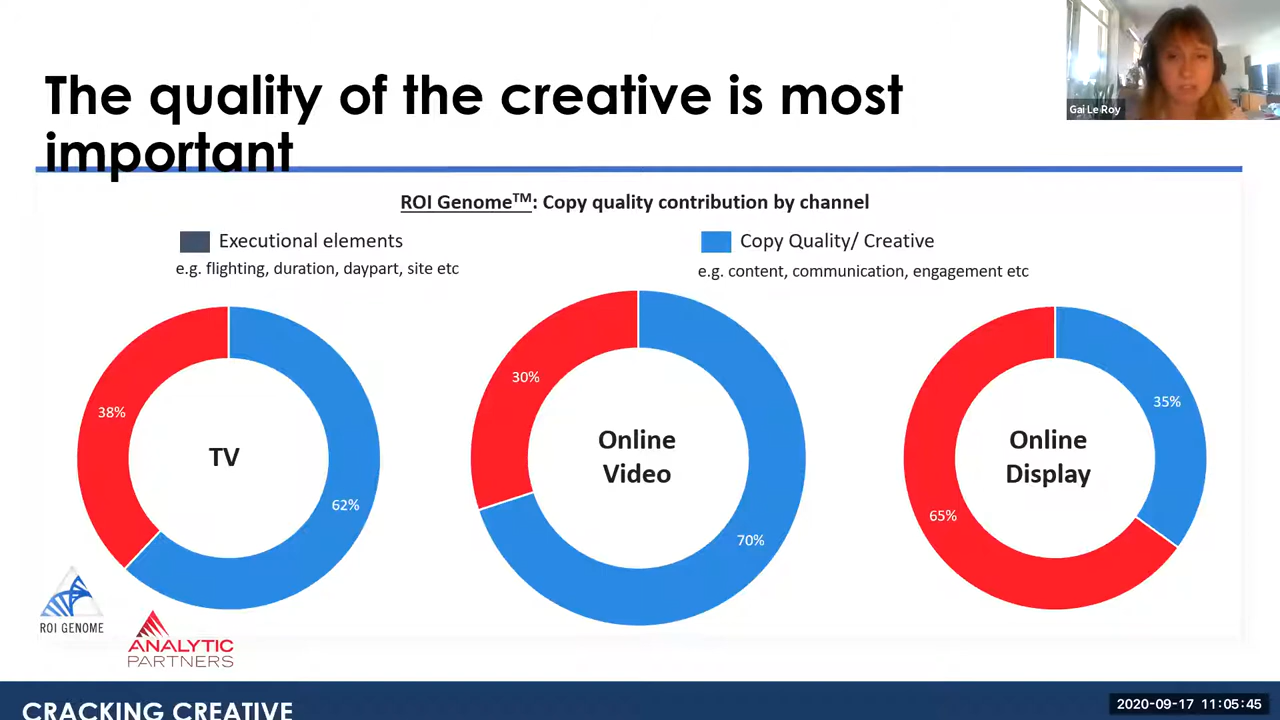 The quality of the creative is most
important
Gai Le Roy
ROI Genome™: Copy quality contribution by channel
Executional elements
e.g. flighting, duration, daypart, site etc
Copy Quality/ Creative
e.g. content, communication, engagement etc
38%
TV
62%
30%
Online
Video
70%
35%
Online
Display
65%
ROI GENOME
ANALYTIC
PARTNERS
CRACKING CREATIVE
2020-09-17 11:05:45